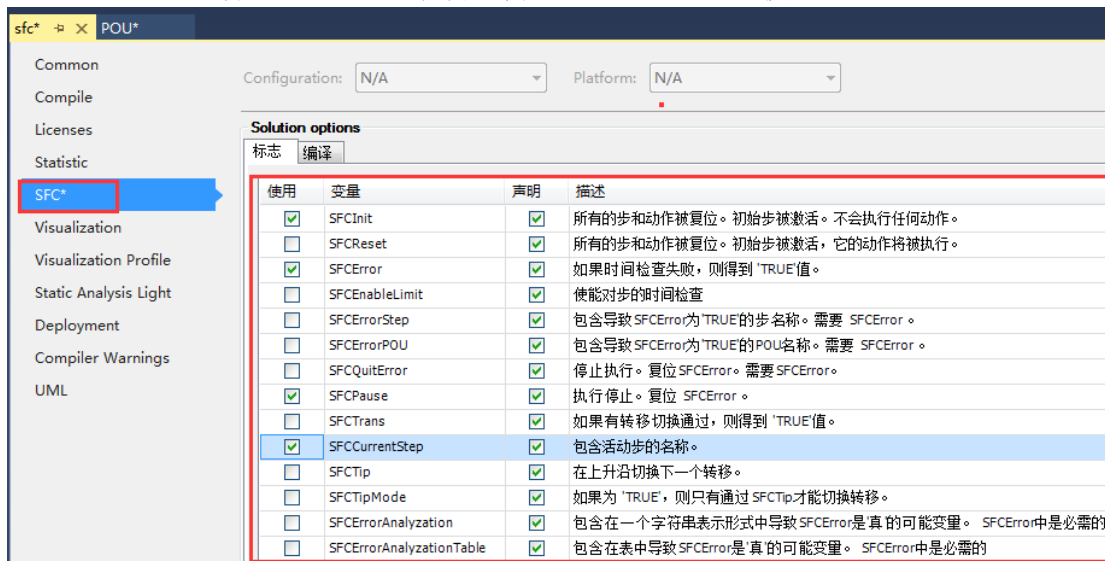 sfc* POU*
Common
Compile
Licenses
Statistic
SFC*
Visualization
Visualization Profile
Static Analysis Light
Deployment
Compiler Warnings
UML
Configuration: N/A Platform: N/A
Solution options
标志 编译
使用 变量 声明 描述
SFCInit 所有的步和动作被复位。初始步被激活。不会执行任何动作。
SFCReset 所有的步和动作被复位。初始步被激活，它的动作将被执行。
SFCError 如果时间检查失败，则得到 'TRUE'值。
SFCEnableLimit 使能对步的时间检查
SFCErrorStep 包含导致SFCError为'TRUE'的步名称。需要 SFCError。
SFCErrorPOU 包含导致SFCError为'TRUE'的POU名称。需要 SFCError。
SFCQuitError 停止执行。复位SFCError。需要SFCError。
SFCPause 执行停止。复位 SFCError。
SFCTrans 如果有转移切换通过，则得到 'TRUE'值。
SFCCurrentStep 包含活动步的名称。
SFCTip 在上升沿切换下一个转移。
SFCTipMode 如果为 'TRUE'，则只有通过SFCTip才能切换转移。
SFCErrorAnalyzation 包含在一个字符串表示形式中导致SFCError是'真'的可能变量。 SFCError中是必需的
SFCErrorAnalyzationTable 包含在表中导致SFCError是'真'的可能变量。 SFCError中是必需的